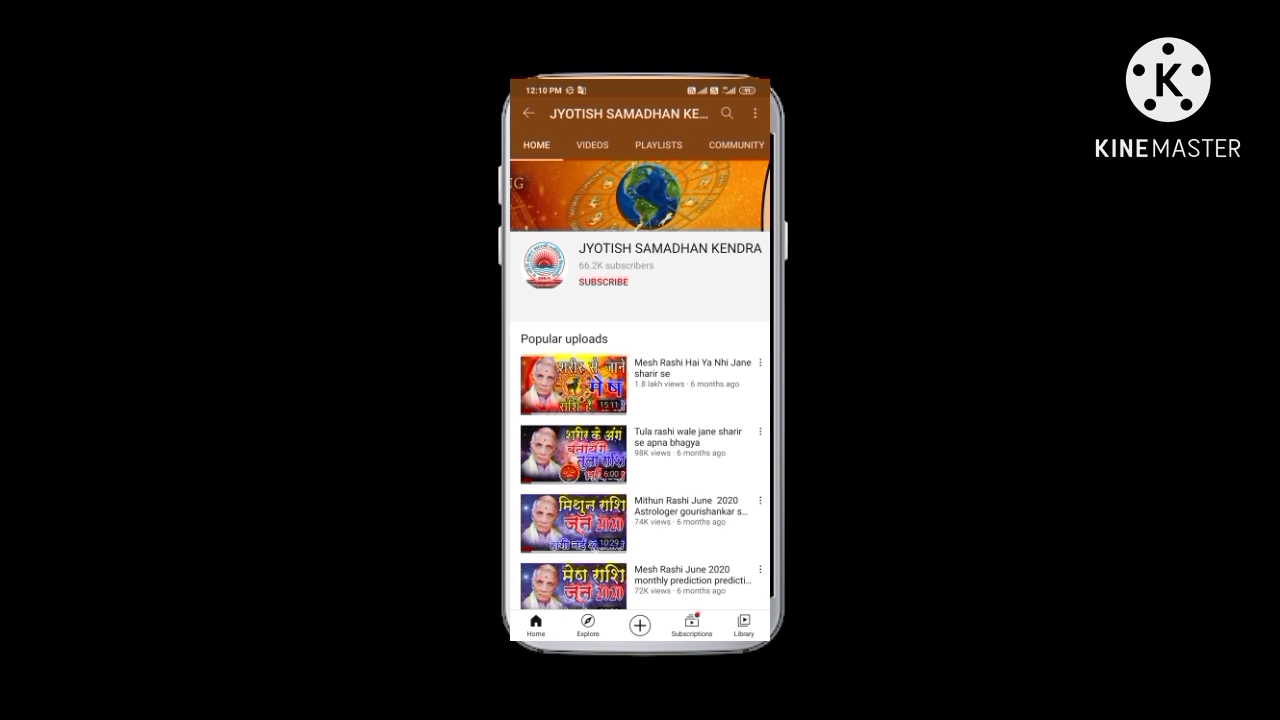 KINEMASTER
12:10 PM
JYOTISH SAMADHAN KE...
HOME VIDEOS PLAYLISTS COMMUNITY
NG
JYOTISH SAMADHAN KENDRA
66.2K subscribers
SUBSCRIBE
Popular uploads
शरीर से जाने
मेष
राशि है
15:11
Mesh Rashi Hai Ya Nhi Jane
sharir se
1.8 lakh views · 6 months ago
शरीर के अंग
बतायेंगे
तुला राशि
6:00
Tula rashi wale jane sharir
se apna bhagya
98K views · 6 months ago
मिथुन राशि
जून 2020
10:29
Mithun Rashi June 2020
Astrologer gourishankar s...
74K views · 6 months ago
मेष राशि
जून 2020
Mesh Rashi June 2020
monthly prediction predicti...
72K views · 6 months ago
Home Explore Subscriptions Library